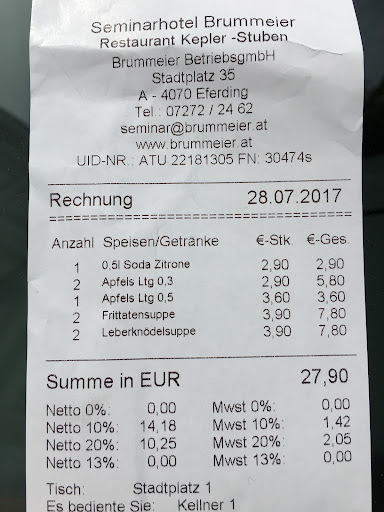 Seminarhotel Brummeier
Restaurant Kepler -Stuben
Brummeier BetriebsgmbH
Stadtplatz 35
A - 4070 Eferding
Tel.: 07272 / 24 62
seminar@brummeier.at
www.brummeier.at
UID-NR.: ATU 22181305 FN: 30474s
Rechnung 28.07.2017
Anzahl Speisen/Getränke €-Stk €-Ges.
1 0,5l Soda Zitrone 2,90 2,90
2 Apfels Ltg 0,3 2,90 5,80
1 Apfels Ltg 0,5 3,60 3,60
2 Frittatensuppe 3,90 7,80
2 Leberknödelsuppe 3,90 7,80
Summe in EUR 27,90
Netto 0%: 0,00 Mwst 0%: 0,00
Netto 10%: 14,18 Mwst 10%: 1,42
Netto 20%: 10,25 Mwst 20%: 2,05
Netto 13%: 0,00 Mwst 13%: 0,00
Tisch: Stadtplatz 1
Es bediente Sie: Kellner 1